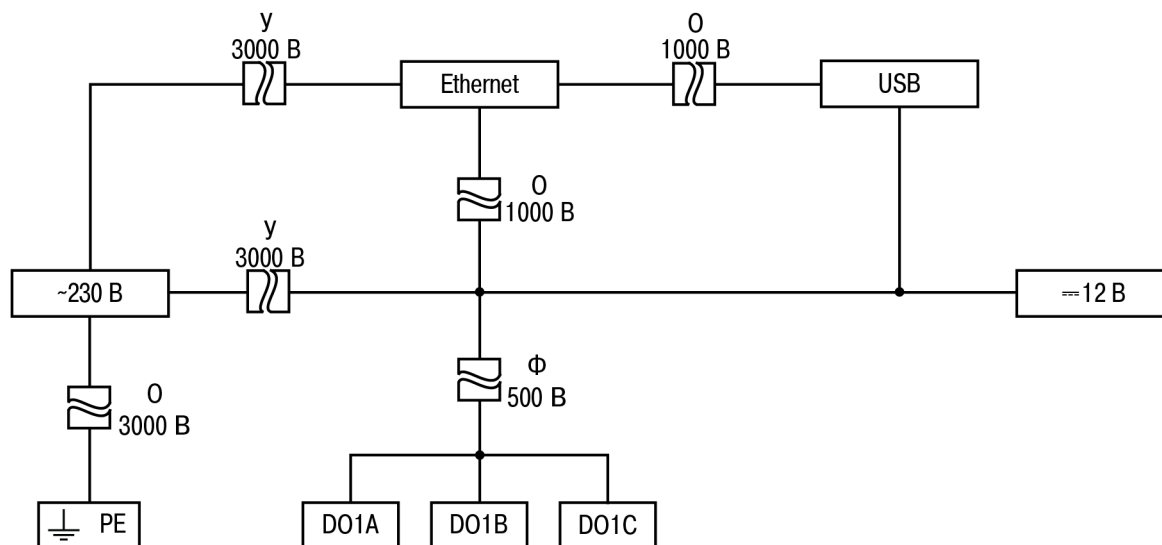 у
3000 В
О
1000 В
Ethernet
USB
О
1000 В
у
3000 В
~230 В
⎓12 В
Ф
500 В
О
3000 В
PE
DO1A
DO1B
DO1C